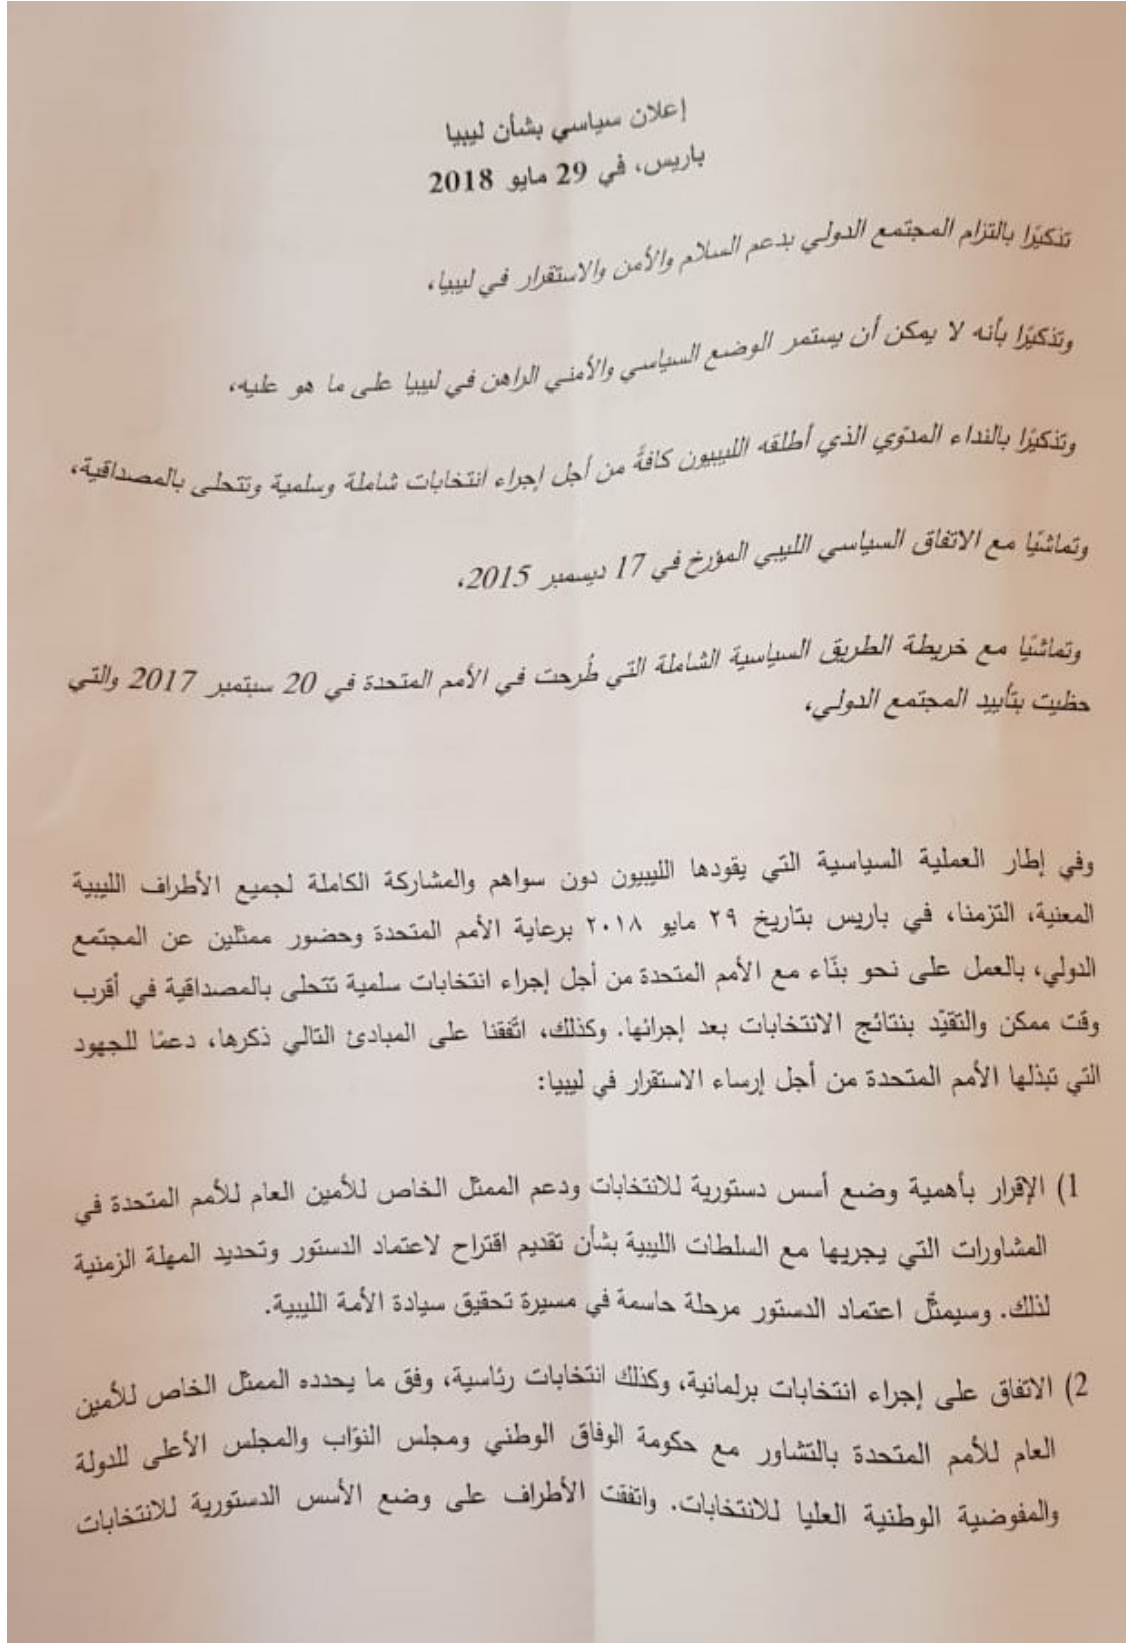 إعلان سياسي بشأن ليبيا
باريس، في 29 مايو 2018
تذكيرًا بالتزام المجتمع الدولي بدعم السلام والأمن والاستقرار في ليبيا،
وتذكيرًا بأنه لا يمكن أن يستمر الوضع السياسي والأمني الراهن في ليبيا على ما هو عليه،
وتذكيرًا بالنداء المدوّي الذي أطلقه الليبيون كافةً من أجل إجراء انتخابات شاملة وسلمية وتتحلى بالمصداقية،
وتماشيًا مع الاتفاق السياسي الليبي المؤرخ في 17 ديسمبر 2015،
وتماشيًا مع خريطة الطريق السياسية الشاملة التي طُرحت في الأمم المتحدة في 20 سبتمبر 2017 والتي
حظيت بتأييد المجتمع الدولي،
وفي إطار العملية السياسية التي يقودها الليبيون دون سواهم والمشاركة الكاملة لجميع الأطراف الليبية
المعنية، التزمنا، في باريس بتاريخ ٢٩ مايو ٢٠١٨ برعاية الأمم المتحدة وحضور ممثلين عن المجتمع
الدولي، بالعمل على نحو بنّاء مع الأمم المتحدة من أجل إجراء انتخابات سلمية تتحلى بالمصداقية في أقرب
وقت ممكن والتقيّد بنتائج الانتخابات بعد إجرائها. وكذلك، اتّفقنا على المبادئ التالي ذكرها، دعمًا للجهود
التي تبذلها الأمم المتحدة من أجل إرساء الاستقرار في ليبيا:
1) الإقرار بأهمية وضع أسس دستورية للانتخابات ودعم الممثل الخاص للأمين العام للأمم المتحدة في
المشاورات التي يجريها مع السلطات الليبية بشأن تقديم اقتراح لاعتماد الدستور وتحديد المهلة الزمنية
لذلك. وسيمثّل اعتماد الدستور مرحلة حاسمة في مسيرة تحقيق سيادة الأمة الليبية.
2) الاتفاق على إجراء انتخابات برلمانية، وكذلك انتخابات رئاسية، وفق ما يحدده الممثل الخاص للأمين
العام للأمم المتحدة بالتشاور مع حكومة الوفاق الوطني ومجلس النوّاب والمجلس الأعلى للدولة
والمفوضية الوطنية العليا للانتخابات. واتفقت الأطراف على وضع الأسس الدستورية للانتخابات